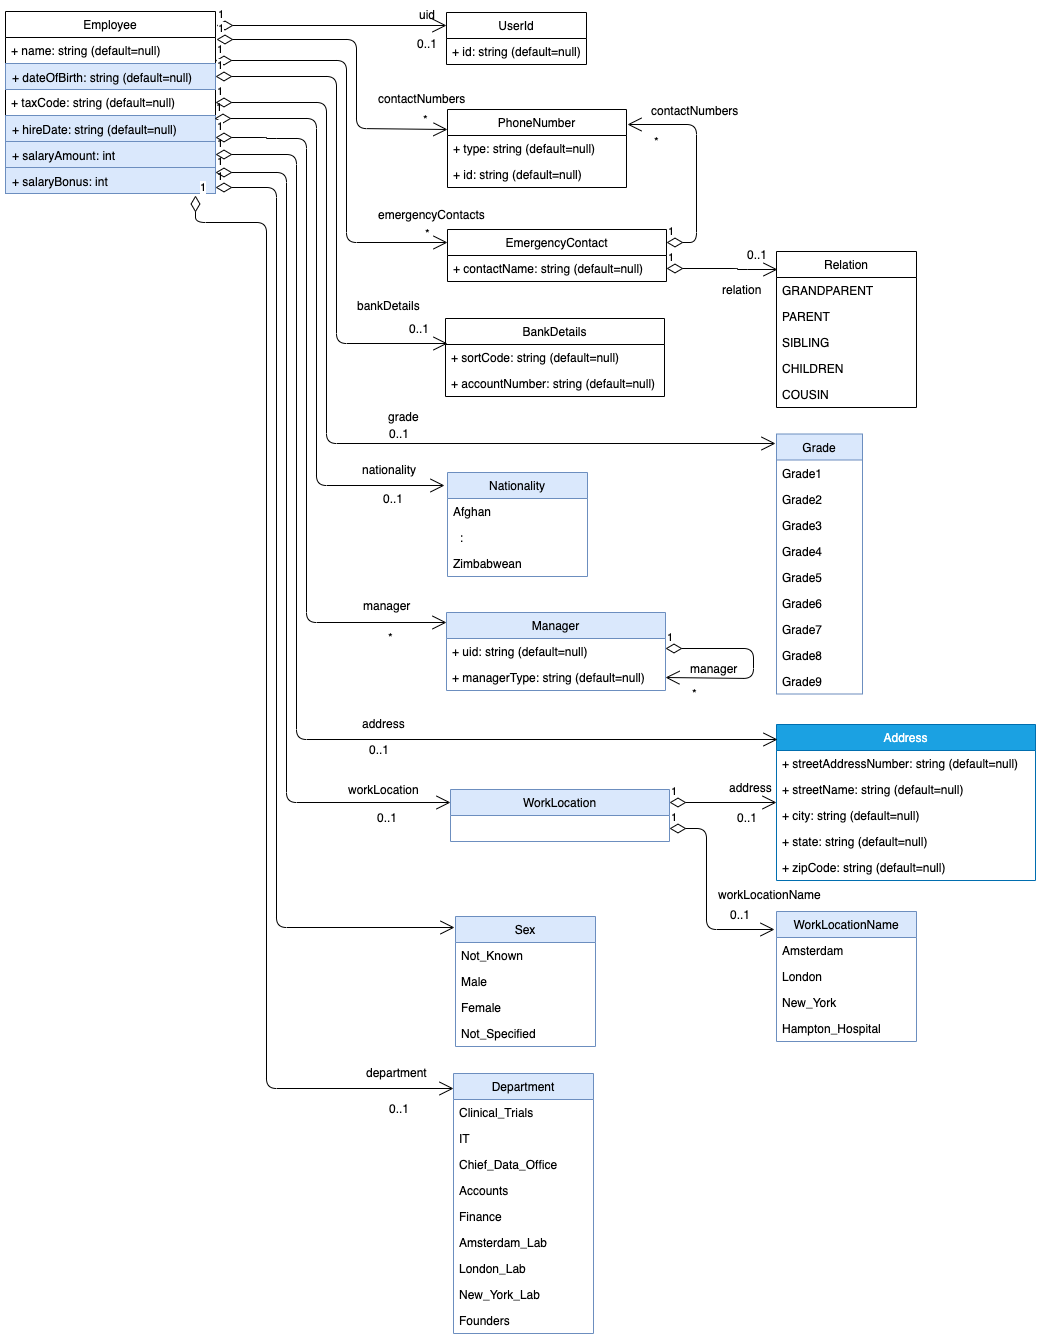 Employee
+ name: string (default=null)
+ dateOfBirth: string (default=null)
+ taxCode: string (default=null)
+ hireDate: string (default=null)
+ salaryAmount: int
+ salaryBonus: int
1
1
1
1
1
1
1
1
1
1
uid
0..1
UserId
+ id: string (default=null)
contactNumbers
*
PhoneNumber
+ type: string (default=null)
+ id: string (default=null)
contactNumbers
*
emergencyContacts
*
EmergencyContact
+ contactName: string (default=null)
1
1
0..1
relation
Relation
GRANDPARENT
PARENT
SIBLING
CHILDREN
COUSIN
bankDetails
0..1
BankDetails
+ sortCode: string (default=null)
+ accountNumber: string (default=null)
grade
0..1
Grade
Grade1
Grade2
Grade3
Grade4
Grade5
Grade6
Grade7
Grade8
Grade9
nationality
0..1
Nationality
Afghan
:
Zimbabwean
manager
*
Manager
+ uid: string (default=null)
+ managerType: string (default=null)
1
manager
*
address
0..1
Address
+ streetAddressNumber: string (default=null)
+ streetName: string (default=null)
+ city: string (default=null)
+ state: string (default=null)
+ zipCode: string (default=null)
workLocation
0..1
WorkLocation
1
address
0..1
1
workLocationName
0..1
WorkLocationName
Amsterdam
London
New_York
Hampton_Hospital
Sex
Not_Known
Male
Female
Not_Specified
department
0..1
Department
Clinical_Trials
IT
Chief_Data_Office
Accounts
Finance
Amsterdam_Lab
London_Lab
New_York_Lab
Founders